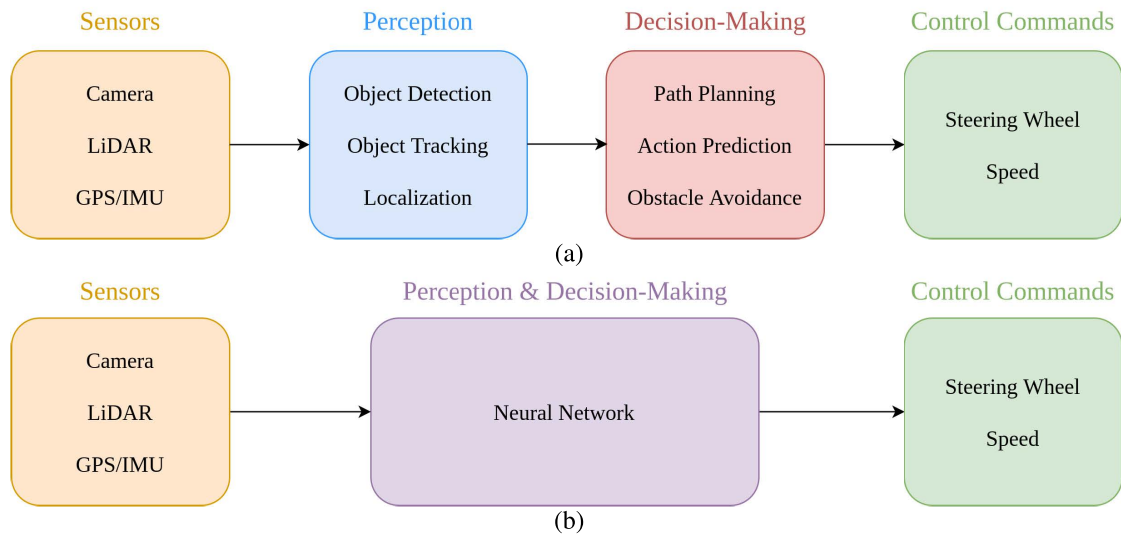 Sensors
Perception
Decision-Making
Control Commands
Camera
LiDAR
GPS/IMU
Object Detection
Object Tracking
Localization
Path Planning
Action Prediction
Obstacle Avoidance
Steering Wheel
Speed
(a)
Sensors
Perception & Decision-Making
Control Commands
Camera
LiDAR
GPS/IMU
Neural Network
Steering Wheel
Speed
(b)